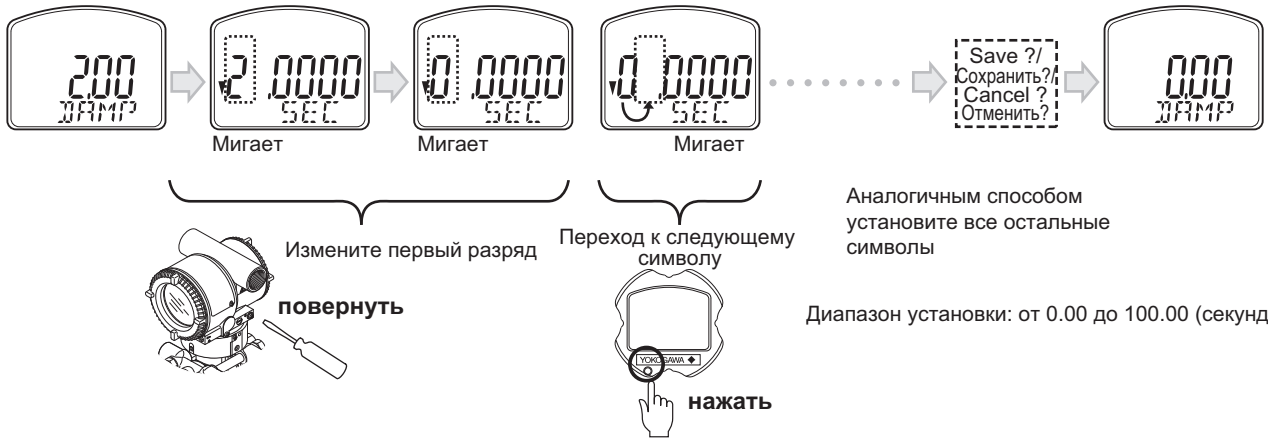 2.00
DAMP
2 .0000
SEC
Мигает
0 .0000
SEC
Мигает
0 .0000
SEC
Мигает
Save ?/
Сохранить?/
Cancel ?
Отменить?
0.00
DAMP
Измените первый разряд
повернуть
Переход к следующему
символу
YOKOGAWA
нажать
Аналогичным способом
установите все остальные
символы
Диапазон установки: от 0.00 до 100.00 (секунд